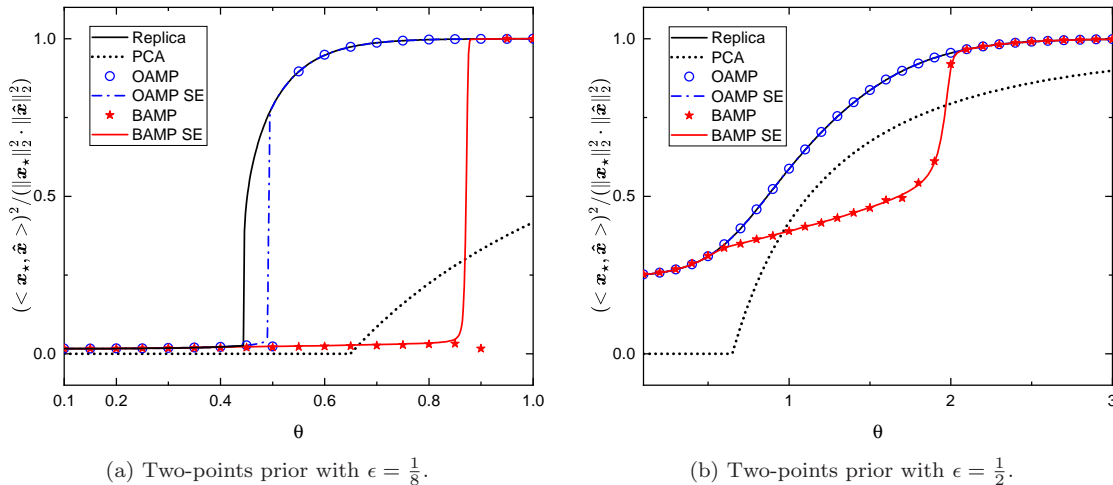 1.0
0.5
0.0
(< x⋆, x̂ >)²/(||x⋆||₂² · ||x̂||₂²)
Replica
PCA
OAMP
OAMP SE
BAMP
BAMP SE
0.1 0.2 0.4 0.6 0.8 1.0
θ
(a) Two-points prior with ϵ = 1/8.
1.0
0.5
0.0
(< x⋆, x̂ >)²/(||x⋆||₂² · ||x̂||₂²)
Replica
PCA
OAMP
OAMP SE
BAMP
BAMP SE
1 2 3
θ
(b) Two-points prior with ϵ = 1/2.